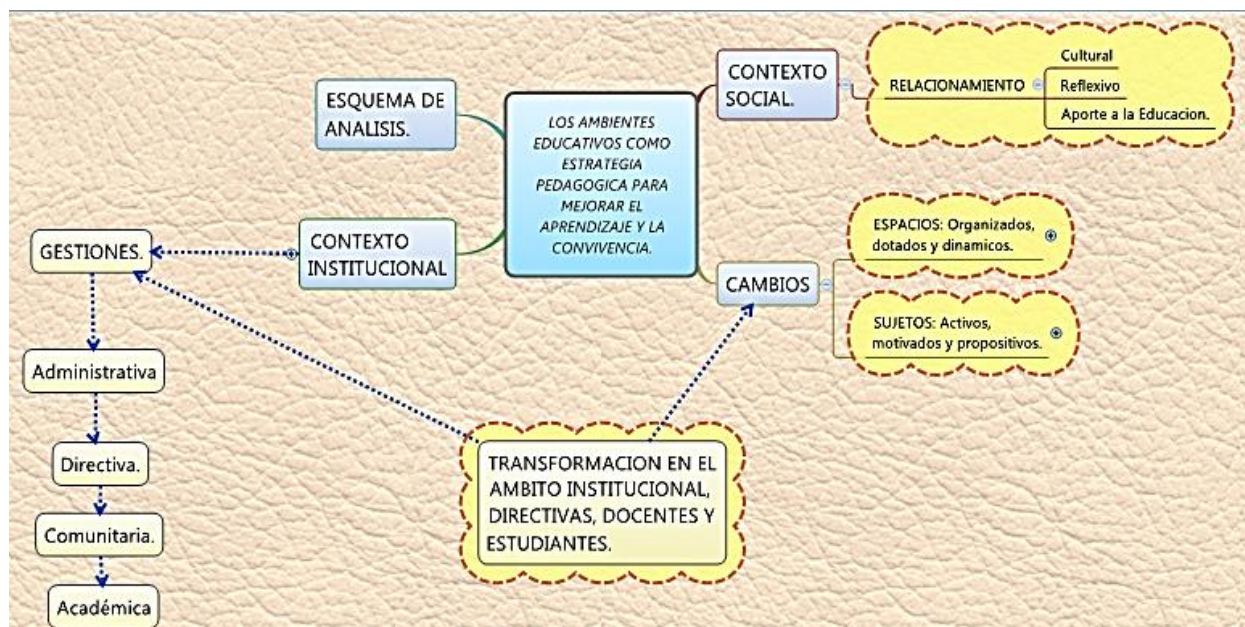 ESQUEMA DE
ANALISIS.
CONTEXTO
INSTITUCIONAL
LOS AMBIENTES
EDUCATIVOS COMO
ESTRATEGIA
PEDAGOGICA PARA
MEJORAR EL
APRENDIZAJE Y LA
CONVIVENCIA.
CONTEXTO
SOCIAL.
RELACIONAMIENTO
Cultural
Reflexivo
Aporte a la Educacion.
CAMBIOS
ESPACIOS: Organizados,
dotados y dinamicos.
SUJETOS: Activos,
motivados y propositivos.
GESTIONES.
Administrativa
Directiva.
Comunitaria.
Académica
TRANSFORMACION EN EL
AMBITO INSTITUCIONAL,
DIRECTIVAS, DOCENTES Y
ESTUDIANTES.